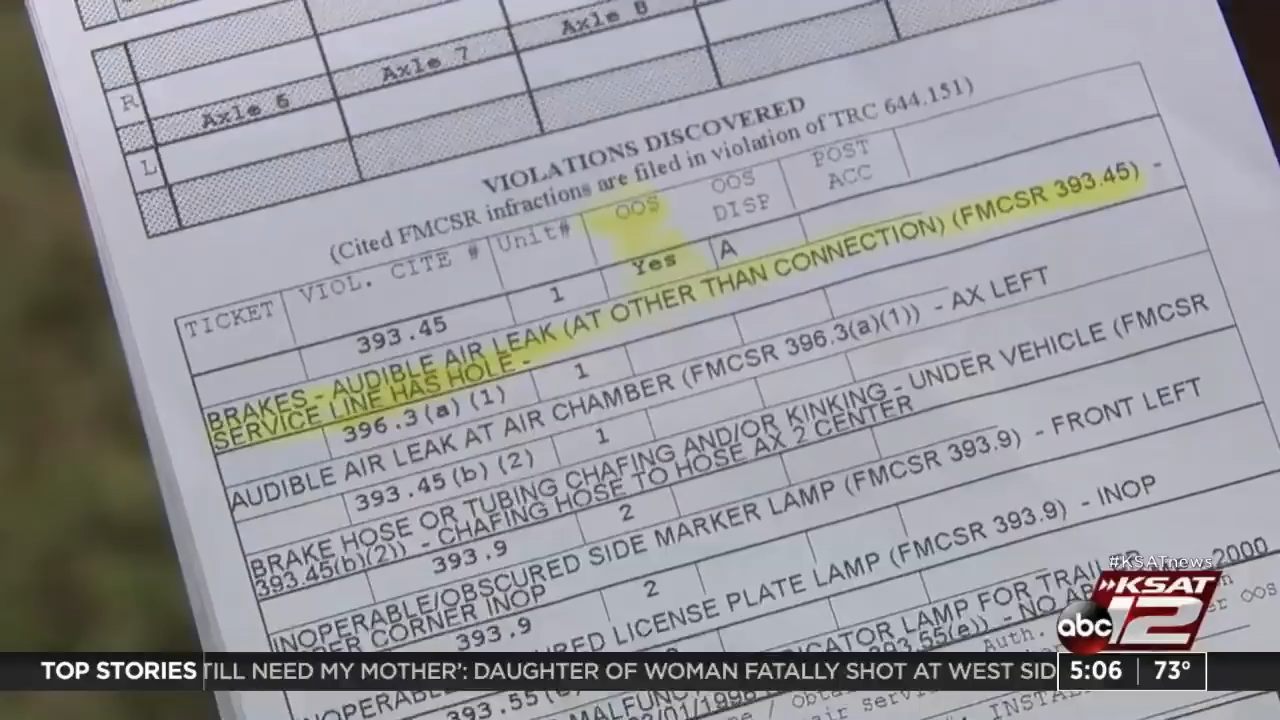 Axle 8
Axle 7
R
Axle 6
L
VIOLATIONS DISCOVERED
(Cited FMCSR infractions are filed in violation of TRC 644.151)
TICKET VIOL. CITE # Unit# OOS OOS DISP POST ACC
393.45 1 Yes A
BRAKES - AUDIBLE AIR LEAK (AT OTHER THAN CONNECTION) (FMCSR 393.45) -
SERVICE LINE HAS HOLE -
396.3(a)(1) 1
AUDIBLE AIR LEAK AT AIR CHAMBER (FMCSR 396.3(a)(1)) - AX LEFT
393.45(b)(2) 1
BRAKE HOSE OR TUBING CHAFING AND/OR KINKING - UNDER VEHICLE (FMCSR
393.45(b)(2)) - CHAFING HOSE TO HOSE AX 2 CENTER
393.9 2
INOPERABLE/OBSCURED SIDE MARKER LAMP (FMCSR 393.9) - FRONT LEFT
CORNER INOP
393.9 2
LICENSE PLATE LAMP (FMCSR 393.9) - INOP
LAMP FOR
393.55(e)) - NO
Auth.
#KSATnews
KSAT
12
abc
TOP STORIES TILL NEED MY MOTHER': DAUGHTER OF WOMAN FATALLY SHOT AT WEST SID 5:06 73°